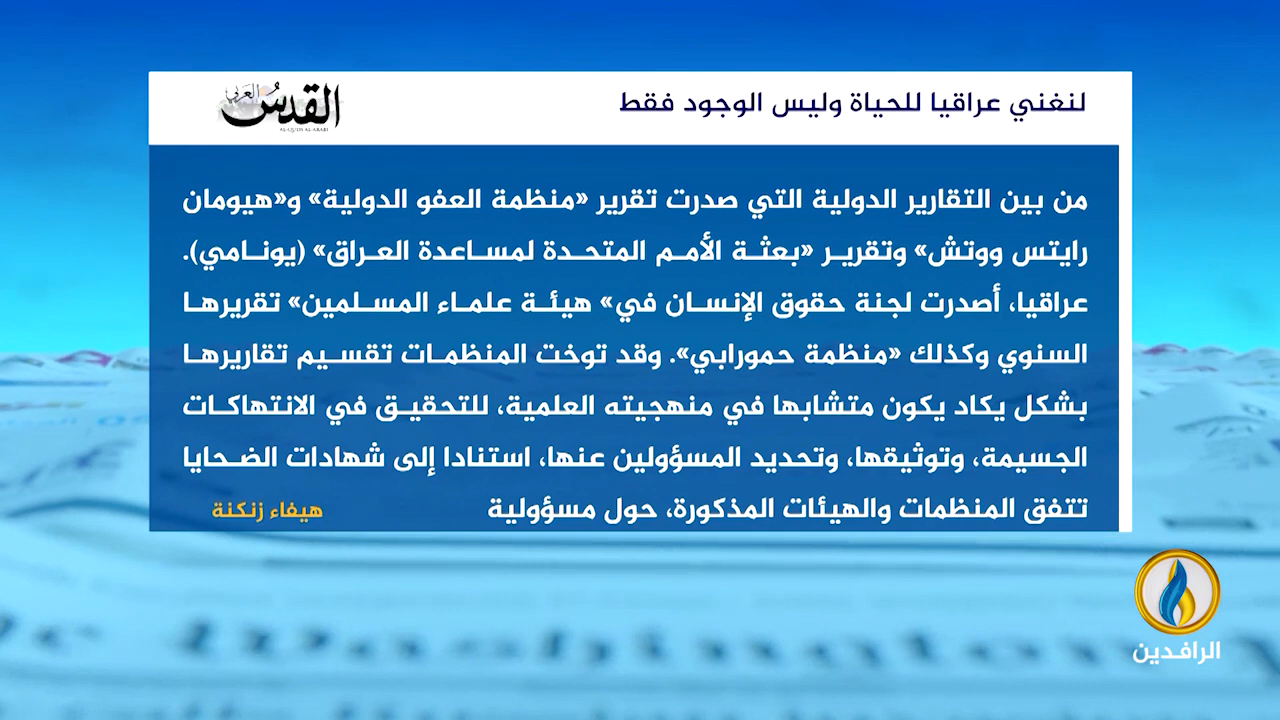 لنغني عراقيا للحياة وليس الوجود فقط
القدس العربي
AL-QUDS AL-ARABI
من بين التقارير الدولية التي صدرت تقرير «منظمة العفو الدولية» و«هيومان
رايتس ووتش» وتقرير «بعثة الأمم المتحدة لمساعدة العراق» (يونامي).
عراقيا، أصدرت لجنة حقوق الإنسان في» هيئة علماء المسلمين» تقريرها
السنوي وكذلك «منظمة حمورابي». وقد توخت المنظمات تقسيم تقاريرها
بشكل يكاد يكون متشابها في منهجيته العلمية، للتحقيق في الانتهاكات
الجسيمة، وتوثيقها، وتحديد المسؤولين عنها، استنادا إلى شهادات الضحايا
تتفق المنظمات والهيئات المذكورة، حول مسؤولية
هيفاء زنكنة
الرافدين